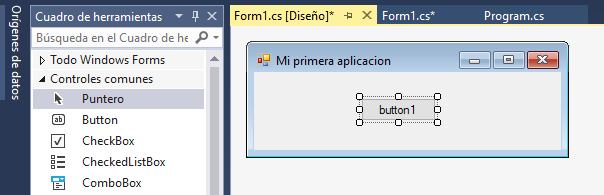 Orígenes de datos
Cuadro de herramientas
Búsqueda en el Cuadro de he
Todo Windows Forms
Controles comunes
Puntero
Button
CheckBox
CheckedListBox
ComboBox
Form1.cs [Diseño]*
Form1.cs*
Program.cs
Mi primera aplicacion
button1